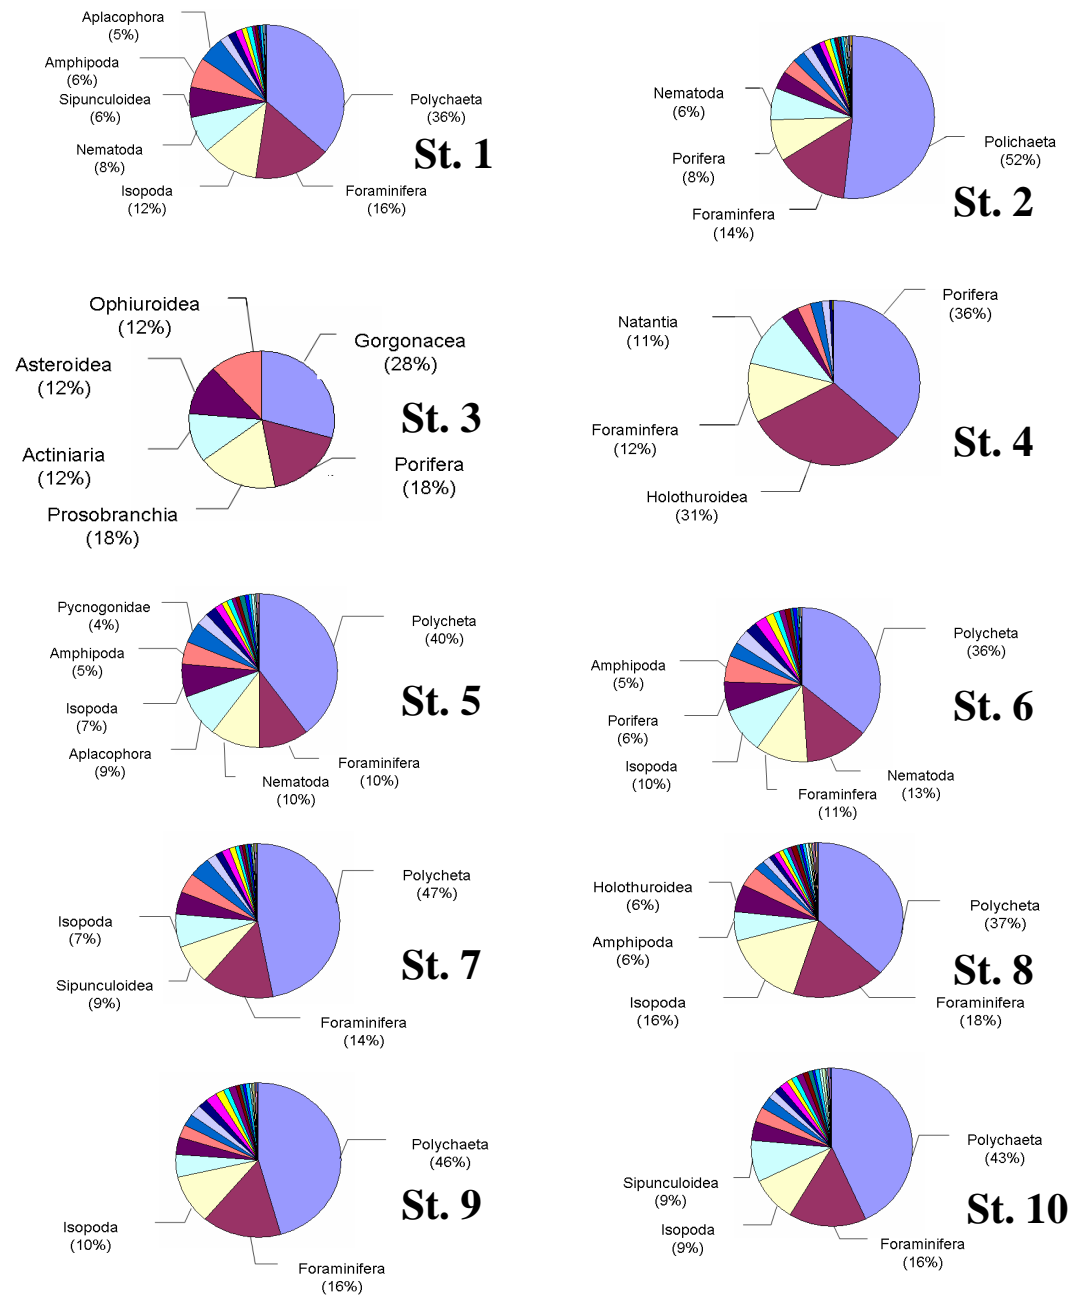 Aplacophora
(5%)
Amphipoda
(6%)
Sipunculoidea
(6%)
Nematoda
(8%)
Isopoda
(12%)
Foraminifera
(16%)
Polychaeta
(36%)
St. 1
Nematoda
(6%)
Porifera
(8%)
Foraminfera
(14%)
Polichaeta
(52%)
St. 2
Ophiuroidea
(12%)
Asteroidea
(12%)
Actiniaria
(12%)
Prosobranchia
(18%)
Gorgonacea
(28%)
St. 3
Porifera
(18%)
Porifera
(36%)
Natantia
(11%)
Foraminfera
(12%)
Holothuroidea
(31%)
St. 4
Pycnogonidae
(4%)
Amphipoda
(5%)
Isopoda
(7%)
Aplacophora
(9%)
Nematoda
(10%)
Foraminifera
(10%)
Polycheta
(40%)
St. 5
Polycheta
(36%)
Amphipoda
(5%)
Porifera
(6%)
Isopoda
(10%)
Foraminfera
(11%)
Nematoda
(13%)
St. 6
Polycheta
(47%)
Isopoda
(7%)
Sipunculoidea
(9%)
Foraminifera
(14%)
St. 7
Holothuroidea
(6%)
Amphipoda
(6%)
Isopoda
(16%)
Polycheta
(37%)
St. 8
Foraminifera
(18%)
Polychaeta
(46%)
St. 9
Isopoda
(10%)
Foraminifera
(16%)
Polychaeta
(43%)
Sipunculoidea
(9%)
Isopoda
(9%)
St. 10
Foraminifera
(16%)